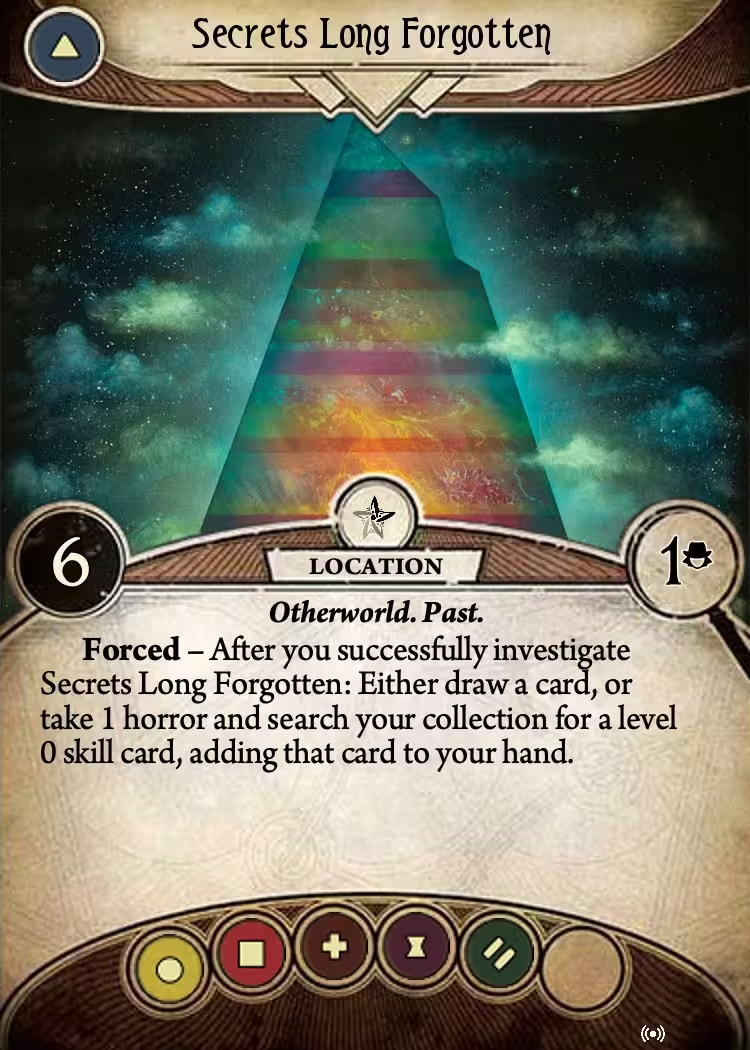 Secrets Long Forgotten
6
LOCATION
1
Otherworld. Past.
Forced – After you successfully investigate
Secrets Long Forgotten: Either draw a card, or
take 1 horror and search your collection for a level
0 skill card, adding that card to your hand.